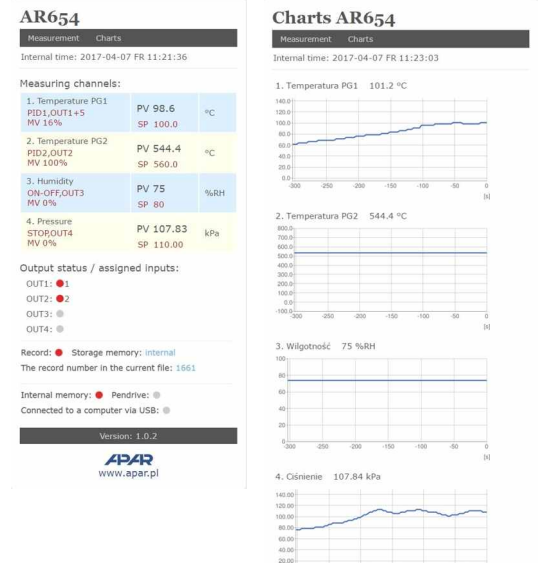 AR654
Measurement Charts
Internal time: 2017-04-07 FR 11:21:36
Measuring channels:
1. Temperature PG1
PID1,OUT1+5
MV 16%
PV 98.6
SP 100.0
°C
2. Temperature PG2
PID2,OUT2
MV 100%
PV 544.4
SP 560.0
°C
3. Humidity
ON-OFF,OUT3
MV 0%
PV 75
SP 80
%RH
4. Pressure
STOP,OUT4
MV 0%
PV 107.83
SP 110.00
kPa
Output status / assigned inputs:
OUT1: 1
OUT2: 2
OUT3:
OUT4:
Record: Storage memory: internal
The record number in the current file: 1661
Internal memory: Pendrive:
Connected to a computer via USB:
Version: 1.0.2
APAR
www.apar.pl
Charts AR654
Measurement Charts
Internal time: 2017-04-07 FR 11:23:03
1. Temperatura PG1 101.2 °C
140.0
120.0
100.0
80.0
60.0
40.0
20.0
0.0
-300 -250 -200 -150 -100 -50 0
[s]
2. Temperatura PG2 544.4 °C
800.0
700.0
600.0
500.0
400.0
300.0
200.0
100.0
0.0
-100.0
-300 -250 -200 -150 -100 -50 0
[s]
3. Wilgotność 75 %RH
100
80
60
40
20
0
-300 -250 -200 -150 -100 -50 0
[s]
4. Ciśnienie 107.84 kPa
140.00
120.00
100.00
80.00
60.00
40.00
20.00